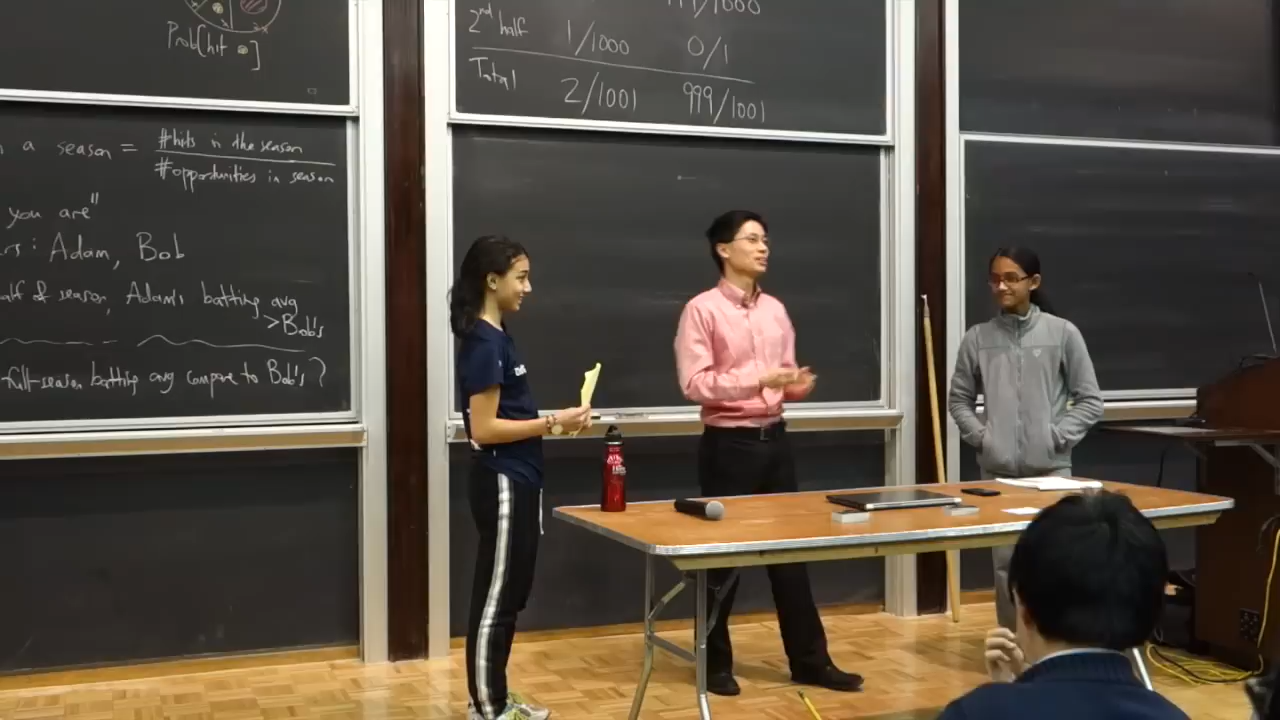 Prob[hit ]
a season = #hits in the season
#opportunities in season
you are"
Adam, Bob
of season, Adam's batting avg
>Bob's
full-season batting avg compare to Bob's?
/1000
2nd half 1/1000 0/1
Total 2/1001 999/1001